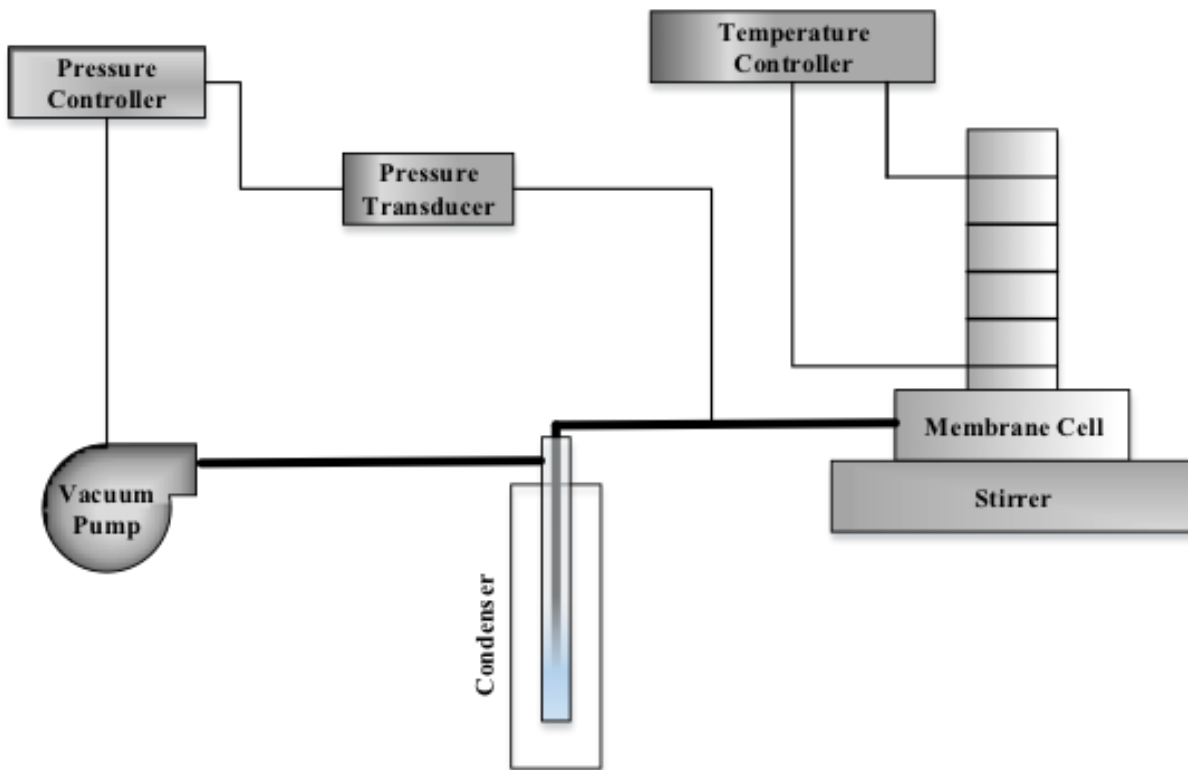 Temperature
Controller
Pressure
Controller
Pressure
Transducer
Membrane Cell
Vacuum
Pump
Stirrer
Condenser